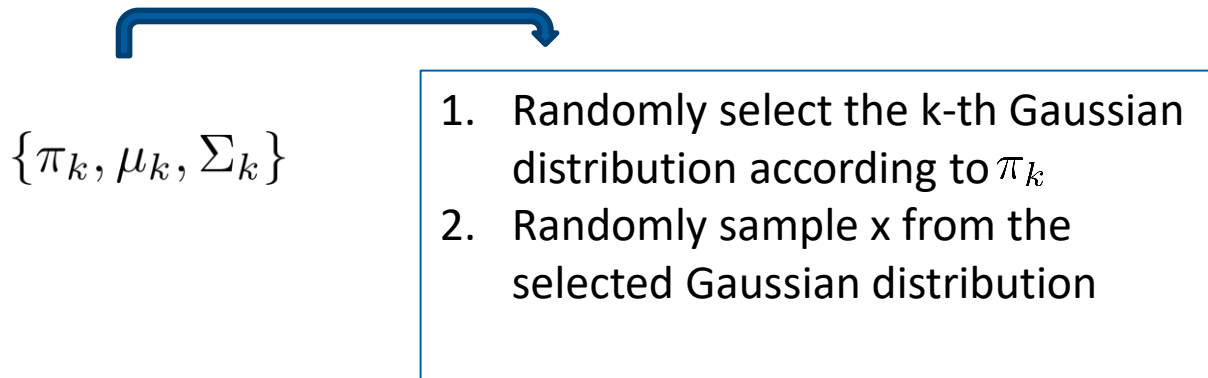 {π_k, μ_k, Σ_k}
1. Randomly select the k-th Gaussian
distribution according to π_k
2. Randomly sample x from the
selected Gaussian distribution